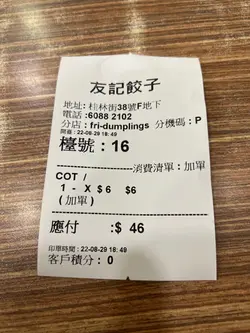 友記餃子
地址: 桂林街38號F地下
電話 :6088 2102
分店 : fri-dumplings 分機碼 : P
開臺 : 22-08-29 18:49
檯號 : 16
消費清單 : 加單
COT /
1 - X $ 6 $6
( 加單 )
應付 :$ 46
印單時間 : 22-08-29 18:49
客戶積分 : 0